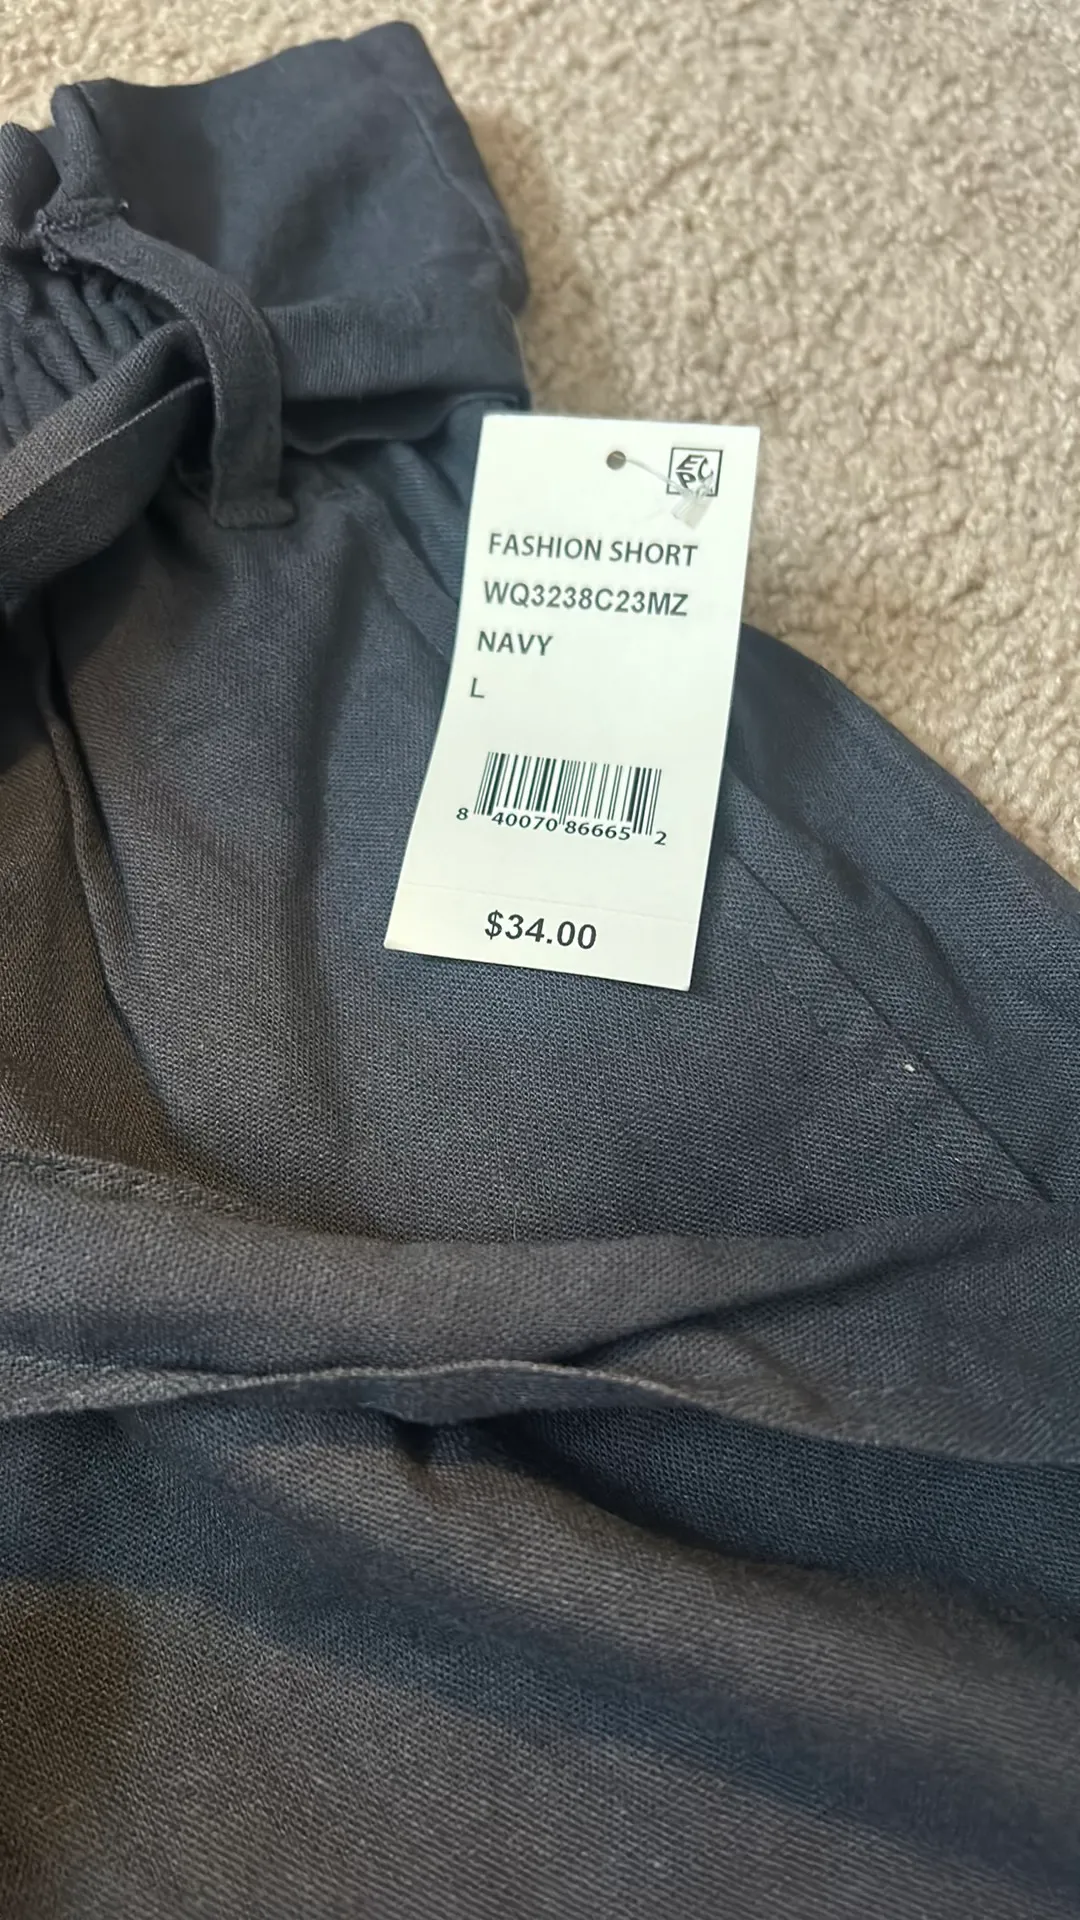 FASHION SHORT
WQ3238C23MZ
NAVY
L
8 40070 86665 2
$34.00